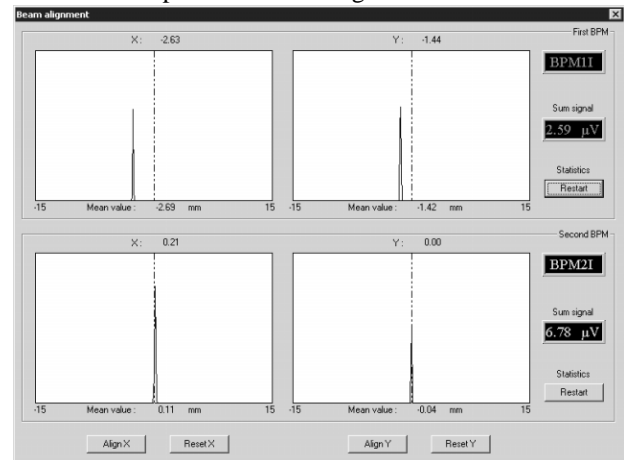 Beam alignment
First BPM
X: -2.63
Y: -1.44
BPM1I
Sum signal
2.59 µV
Statistics
Restart
-15 Mean value: -2.69 mm 15
-15 Mean value: -1.42 mm 15
Second BPM
X: 0.21
Y: 0.00
BPM2I
Sum signal
6.78 µV
Statistics
Restart
-15 Mean value: 0.11 mm 15
-15 Mean value: -0.04 mm 15
Align X Reset X Align Y Reset Y